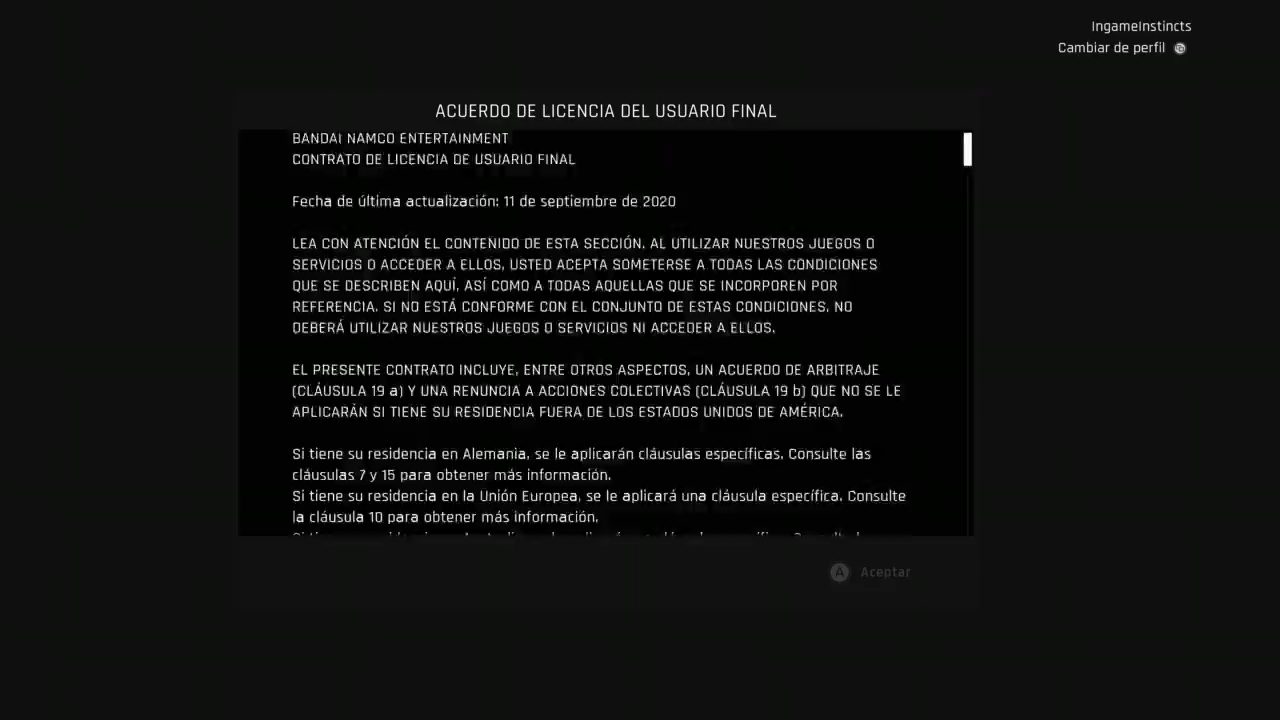 IngameInstincts
Cambiar de perfil
ACUERDO DE LICENCIA DEL USUARIO FINAL
BANDAI NAMCO ENTERTAINMENT
CONTRATO DE LICENCIA DE USUARIO FINAL
Fecha de última actualización: 11 de septiembre de 2020
LEA CON ATENCIÓN EL CONTENIDO DE ESTA SECCIÓN. AL UTILIZAR NUESTROS JUEGOS O
SERVICIOS O ACCEDER A ELLOS, USTED ACEPTA SOMETERSE A TODAS LAS CONDICIONES
QUE SE DESCRIBEN AQUÍ, ASÍ COMO A TODAS AQUELLAS QUE SE INCORPOREN POR
REFERENCIA. SI NO ESTÁ CONFORME CON EL CONJUNTO DE ESTAS CONDICIONES, NO
DEBERÁ UTILIZAR NUESTROS JUEGOS O SERVICIOS NI ACCEDER A ELLOS.
EL PRESENTE CONTRATO INCLUYE, ENTRE OTROS ASPECTOS, UN ACUERDO DE ARBITRAJE
(CLÁUSULA 19 a) Y UNA RENUNCIA A ACCIONES COLECTIVAS (CLÁUSULA 19 b) QUE NO SE LE
APLICARÁN SI TIENE SU RESIDENCIA FUERA DE LOS ESTADOS UNIDOS DE AMÉRICA.
Si tiene su residencia en Alemania, se le aplicarán cláusulas específicas. Consulte las
cláusulas 7 y 15 para obtener más información.
Si tiene su residencia en la Unión Europea, se le aplicará una cláusula específica. Consulte
la cláusula 10 para obtener más información.
A Aceptar